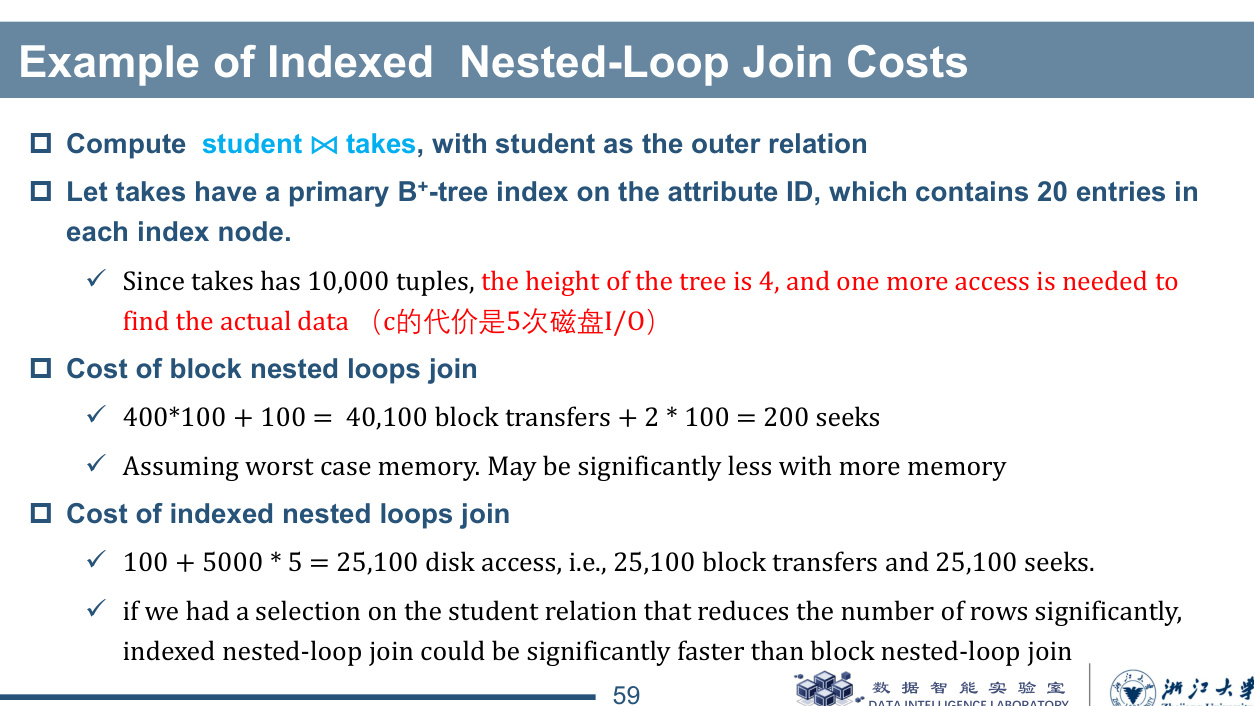 Example of Indexed  Nested-Loop Join Costs
Compute  student ⋈ takes, with student as the outer relation
Let takes have a primary B⁺-tree index on the attribute ID, which contains 20 entries in
each index node.
Since takes has 10,000 tuples, the height of the tree is 4, and one more access is needed to
find the actual data （c的代价是5次磁盘I/O）
Cost of block nested loops join
400*100 + 100 =  40,100 block transfers + 2 * 100 = 200 seeks
Assuming worst case memory. May be significantly less with more memory
Cost of indexed nested loops join
100 + 5000 * 5 = 25,100 disk access, i.e., 25,100 block transfers and 25,100 seeks.
if we had a selection on the student relation that reduces the number of rows significantly,
indexed nested-loop join could be significantly faster than block nested-loop join
59
数据智能实验室
DATA INTELLIGENCE LABORATORY
浙江大学